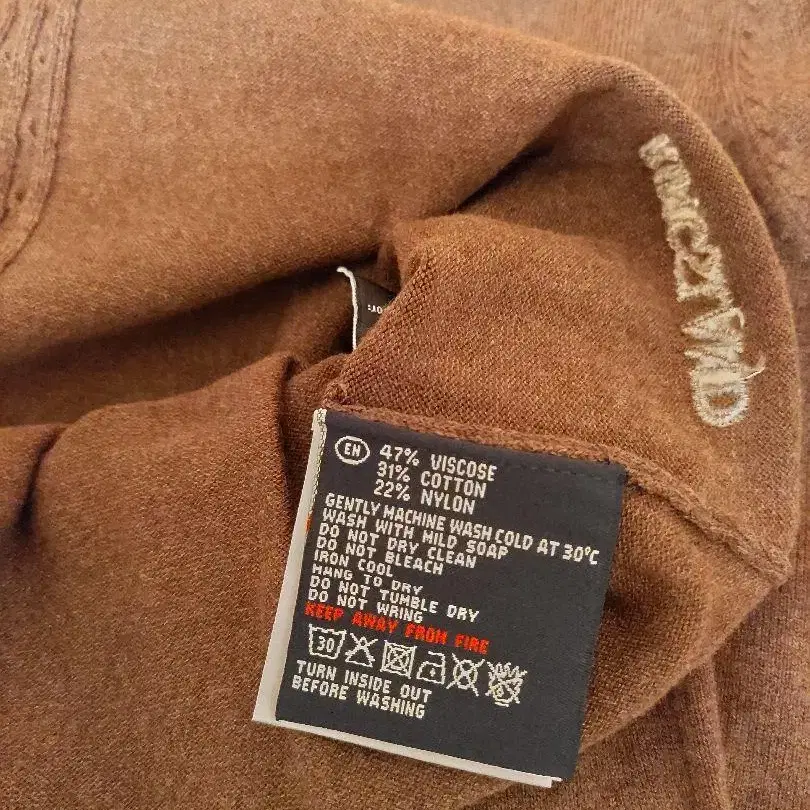 EN
47% VISCOSE
31% COTTON
22% NYLON
GENTLY MACHINE WASH COLD AT 30°C
WASH WITH MILD SOAP
DO NOT DRY CLEAN
DO NOT BLEACH
IRON COOL
HANG TO DRY
DO NOT TUMBLE DRY
DO NOT WRING
KEEP AWAY FROM FIRE
30
TURN INSIDE OUT
BEFORE WASHING